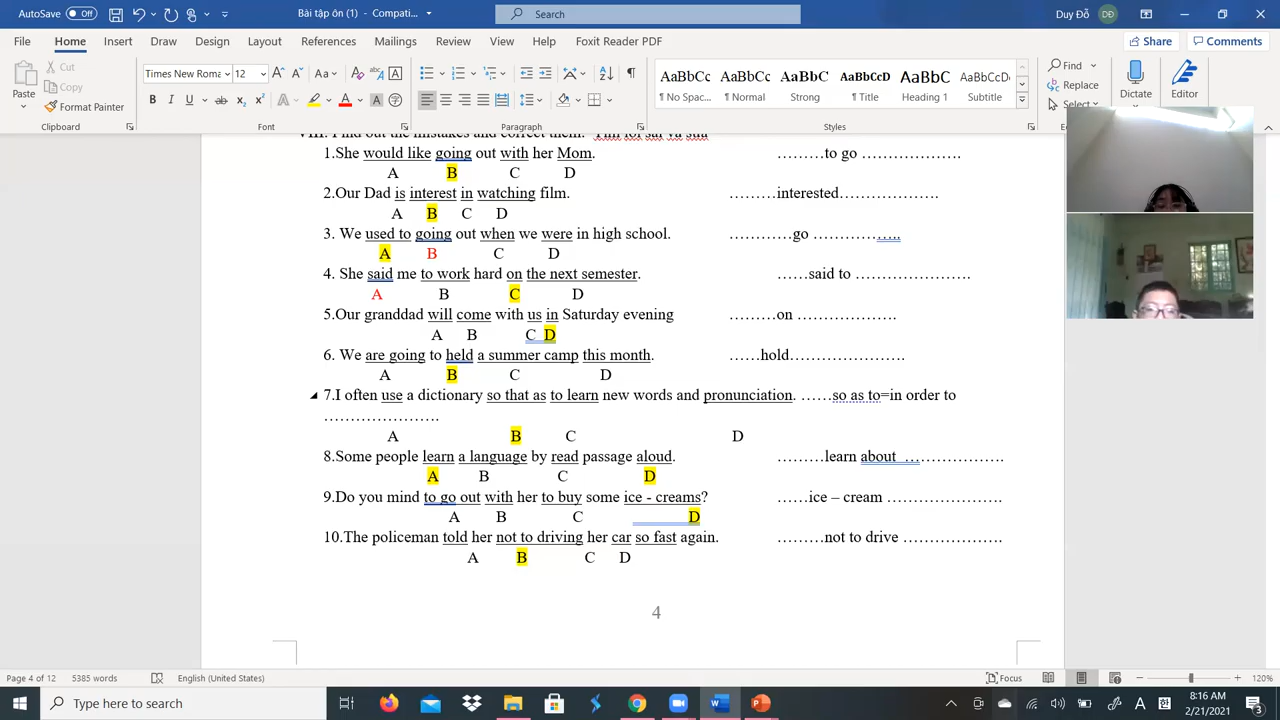 AutoSave Off Bài tập ôn (1) - Compati... Search Duy Đỗ DĐ
File Home Insert Draw Design Layout References Mailings Review View Help Foxit Reader PDF Share Comments
Paste Cut Copy Format Painter
Times New Roma 12
AaBbCc AaBbCc AaBbC AaBbCcD AaBbC AaBbCcDc
¶ No Spac... ¶ Normal Strong ¶ Title Heading 1 Subtitle
Find Replace Select Dictate Editor
Clipboard Font Paragraph Styles
VIII. Find out the mistakes and correct them. Tìm lỗi sai và sửa
1.She would like going out with her Mom. ………to go ……………….
A B C D
2.Our Dad is interest in watching film. ………interested……………….
A B C D
3. We used to going out when we were in high school. …………go …………..…
A B C D
4. She said me to work hard on the next semester. ……said to ………………….
A B C D
5.Our granddad will come with us in Saturday evening ………on ……………….
A B C D
6. We are going to held a summer camp this month. ……hold………………….
A B C D
7.I often use a dictionary so that as to learn new words and pronunciation. ……so as to=in order to
………………….
A B C D
8.Some people learn a language by read passage aloud. ………learn about ………………….
A B C D
9.Do you mind to go out with her to buy some ice - creams? ……ice – cream ………………….
A B C D
10.The policeman told her not to driving her car so fast again. ………not to drive ……………….
A B C D
4
Page 4 of 12 5385 words English (United States) Focus 120%
Type here to search
8:16 AM
2/21/2021
3